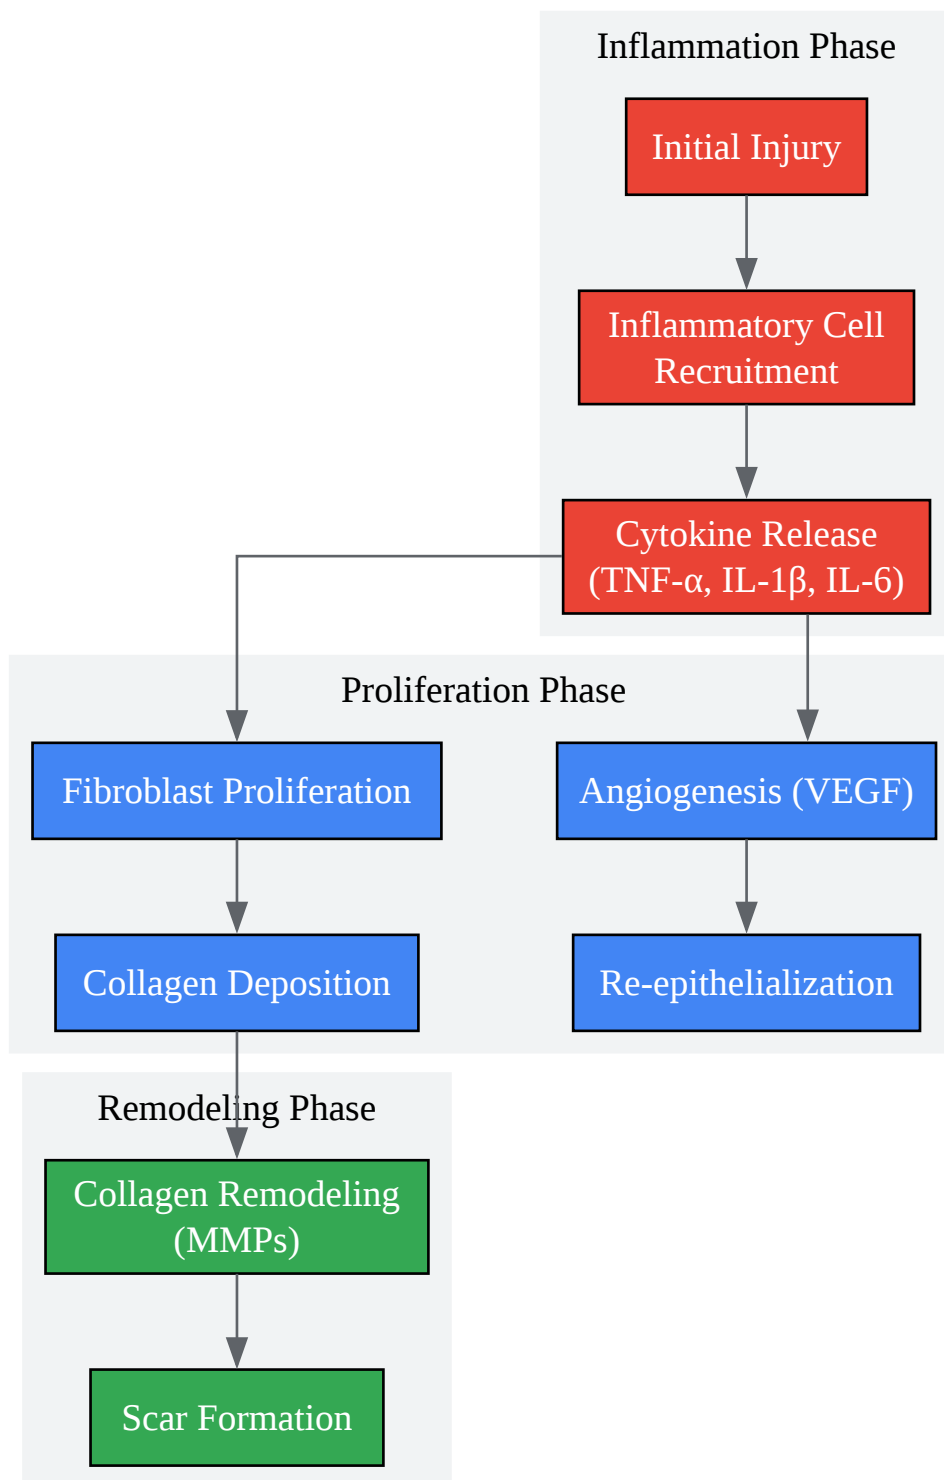 Inflammation Phase
Initial Injury
Inflammatory Cell
Recruitment
Cytokine Release
(TNF-α, IL-1β, IL-6)
Proliferation Phase
Fibroblast Proliferation
Angiogenesis (VEGF)
Collagen Deposition
Re-epithelialization
Remodeling Phase
Collagen Remodeling
(MMPs)
Scar Formation